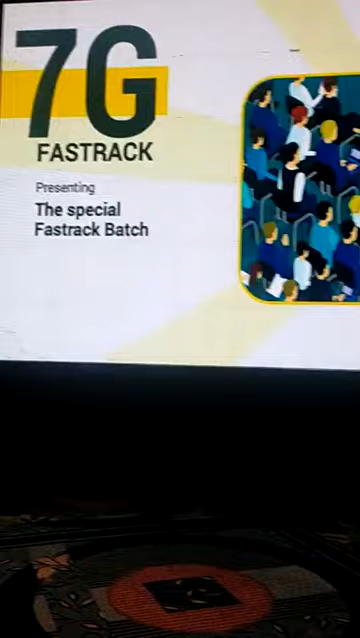 7G
FASTRACK
Presenting
The special
Fastrack Batch